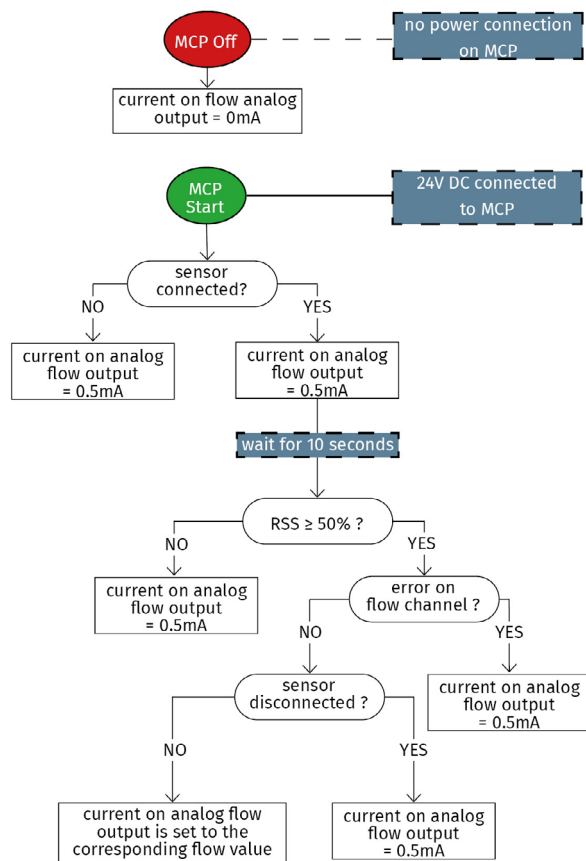 MCP Off
no power connection
on MCP
current on flow analog
output = 0mA
MCP
Start
24V DC connected
to MCP
sensor
connected?
NO
YES
current on analog
flow output
= 0.5mA
current on analog
flow output
= 0.5mA
wait for 10 seconds
RSS ≥ 50% ?
NO
YES
current on analog
flow output
= 0.5mA
error on
flow channel ?
NO
YES
sensor
disconnected ?
current on analog
flow output
= 0.5mA
NO
YES
current on analog flow
output is set to the
corresponding flow value
current on analog
flow output
= 0.5mA